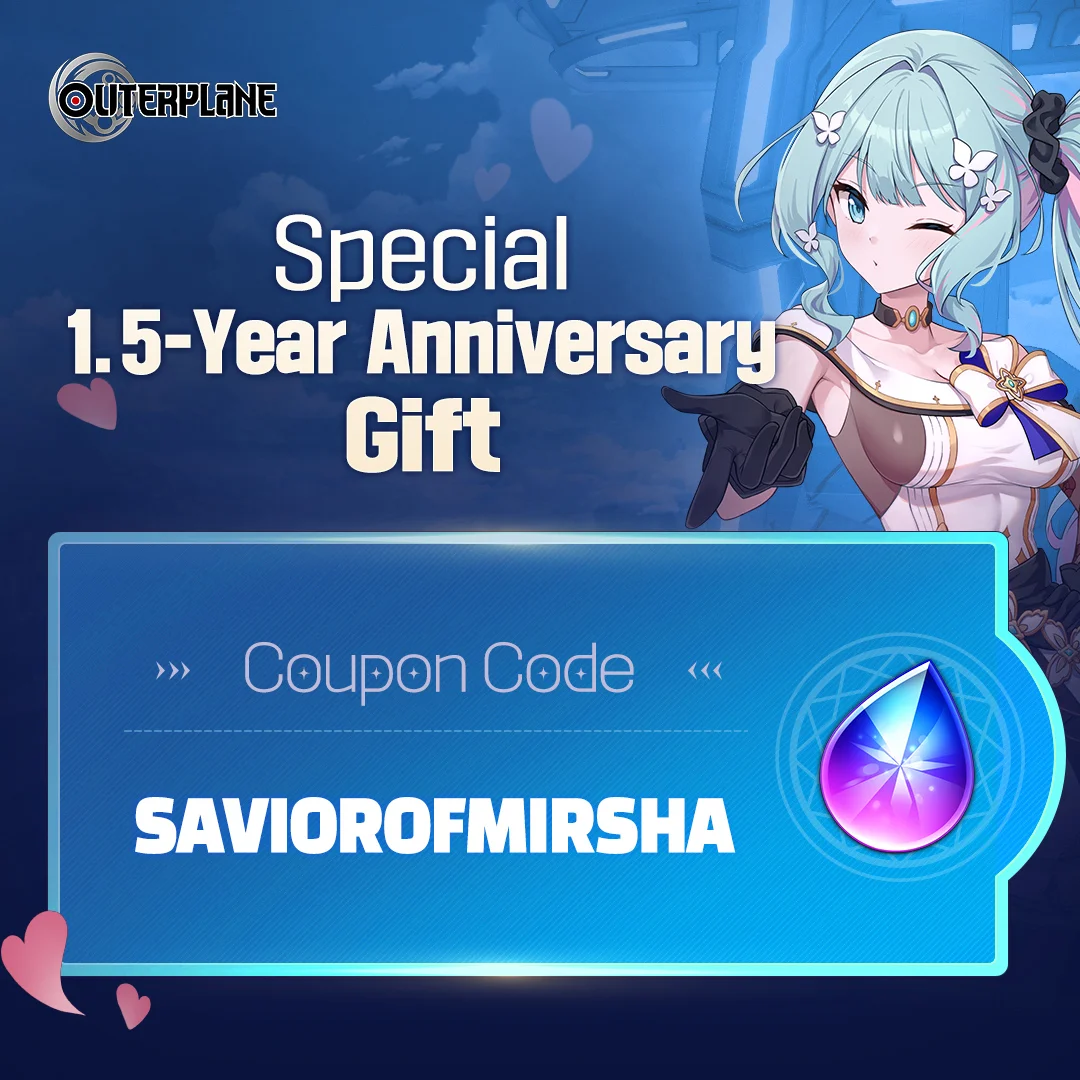 OUTERPLANE
Special
1.5-Year Anniversary
Gift
Coupon Code
SAVIOROFMIRSHA